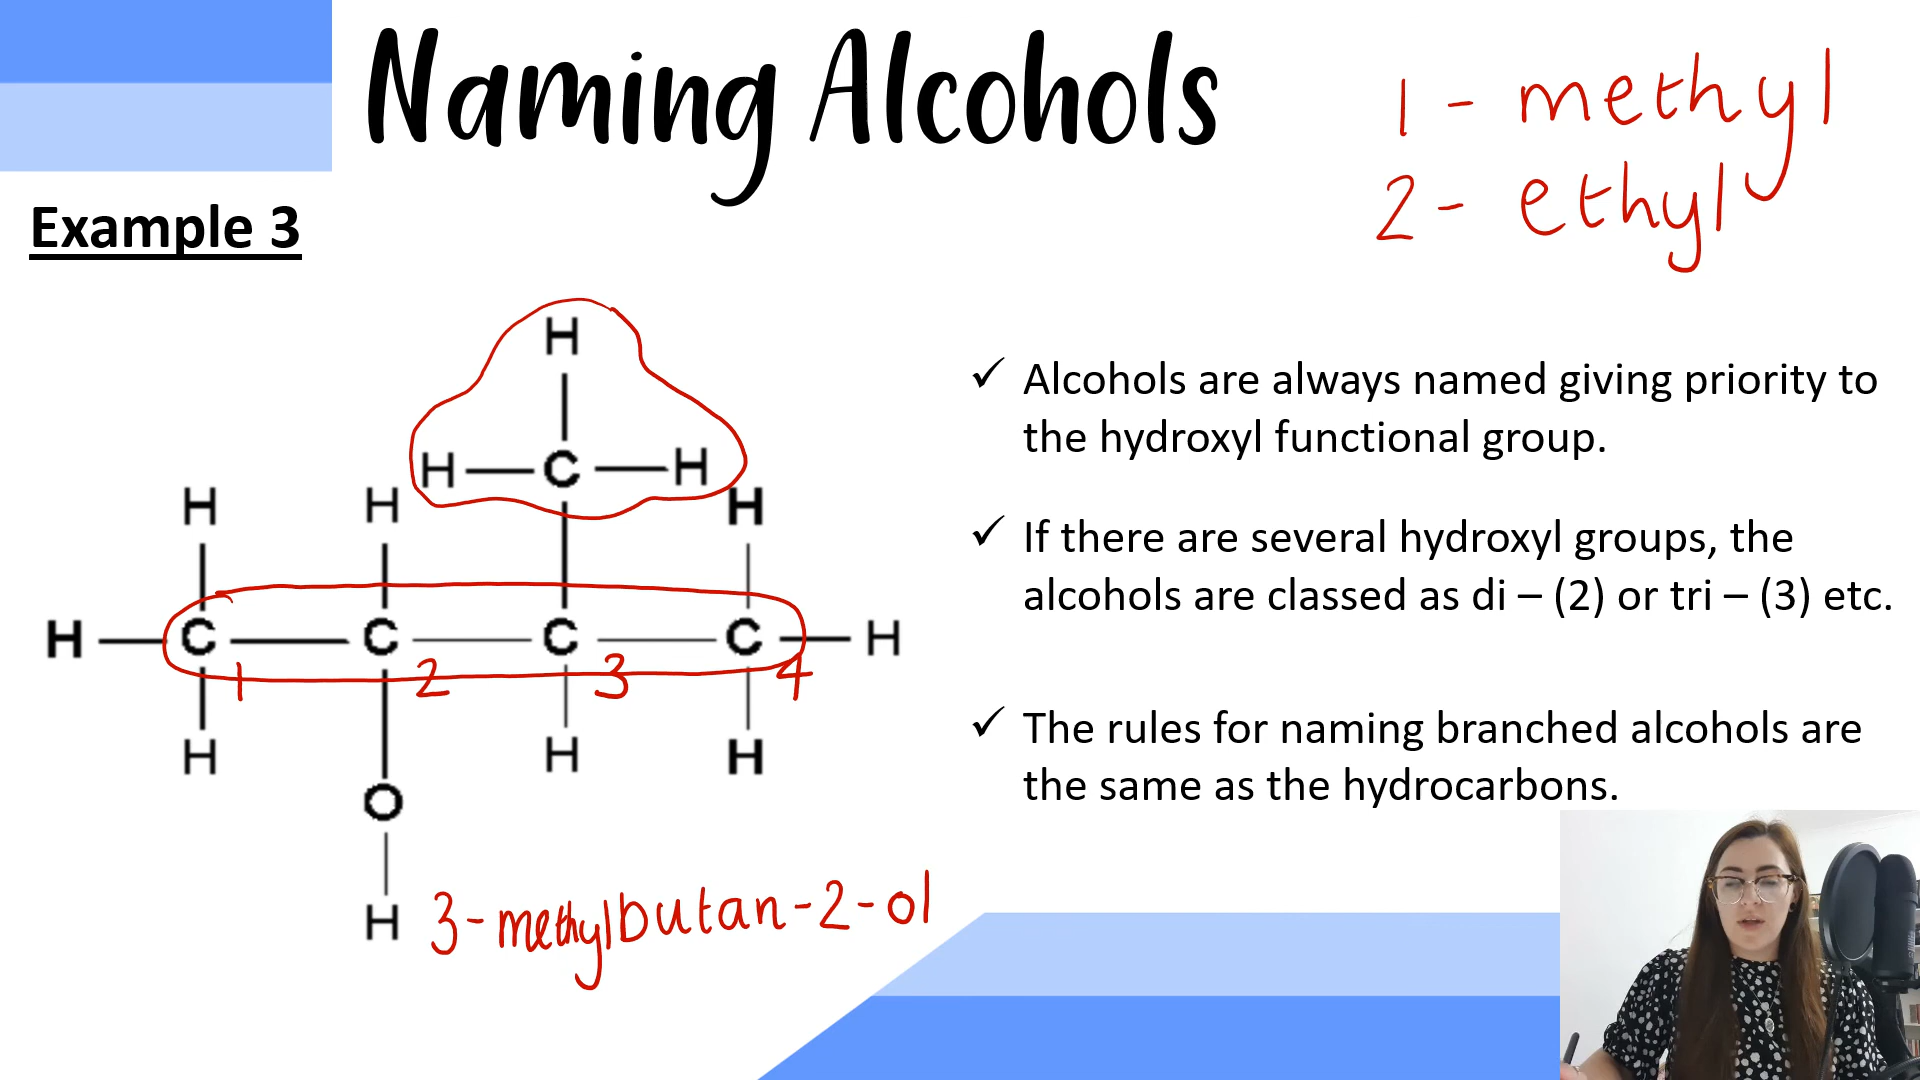 Naming Alcohols
1 - methyl
2 - ethyl
Example 3
✓ Alcohols are always named giving priority to
the hydroxyl functional group.
✓ If there are several hydroxyl groups, the
alcohols are classed as di – (2) or tri – (3) etc.
✓ The rules for naming branched alcohols are
the same as the hydrocarbons.
H
H C H
H H H
H C C C C H
1 2 3 4
H H H
O
H
3-methylbutan-2-ol